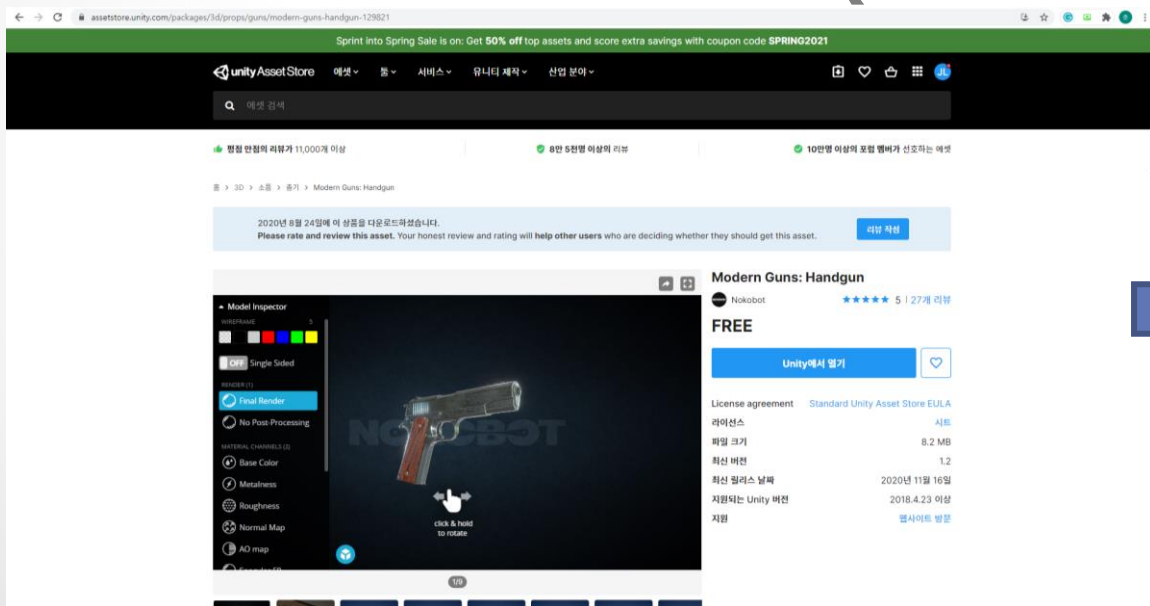 assetstore.unity.com/packages/3d/props/guns/modern-guns-handgun-129821
Sprint into Spring Sale is on: Get 50% off top assets and score extra savings with coupon code SPRING2021
unity Asset Store 에셋 툴 서비스 유니티 제작 산업 분야
JL
에셋 검색
평점 만점의 리뷰가 11,000개 이상
8만 5천명 이상의 리뷰
10만명 이상의 포럼 멤버가 선호하는 에셋
홈 > 3D > 소품 > 총기 > Modern Guns: Handgun
2020년 8월 24일에 이 상품을 다운로드하셨습니다.
Please rate and review this asset. Your honest review and rating will help other users who are deciding whether they should get this asset.
리뷰 작성
Model Inspector
WIREFRAME
OFF Single Sided
RENDER (1)
Final Render
No Post-Processing
MATERIAL CHANNELS (3)
Base Color
Metalness
Roughness
Normal Map
AO map
NOKOBOT
click & hold
to rotate
1/9
Modern Guns: Handgun
Nokobot ★★★★★ 5 | 27개 리뷰
FREE
Unity에서 열기
License agreement Standard Unity Asset Store EULA
라이선스 시트
파일 크기 8.2 MB
최신 버전 1.2
최신 릴리스 날짜 2020년 11월 16일
지원되는 Unity 버전 2018.4.23 이상
지원 웹사이트 방문